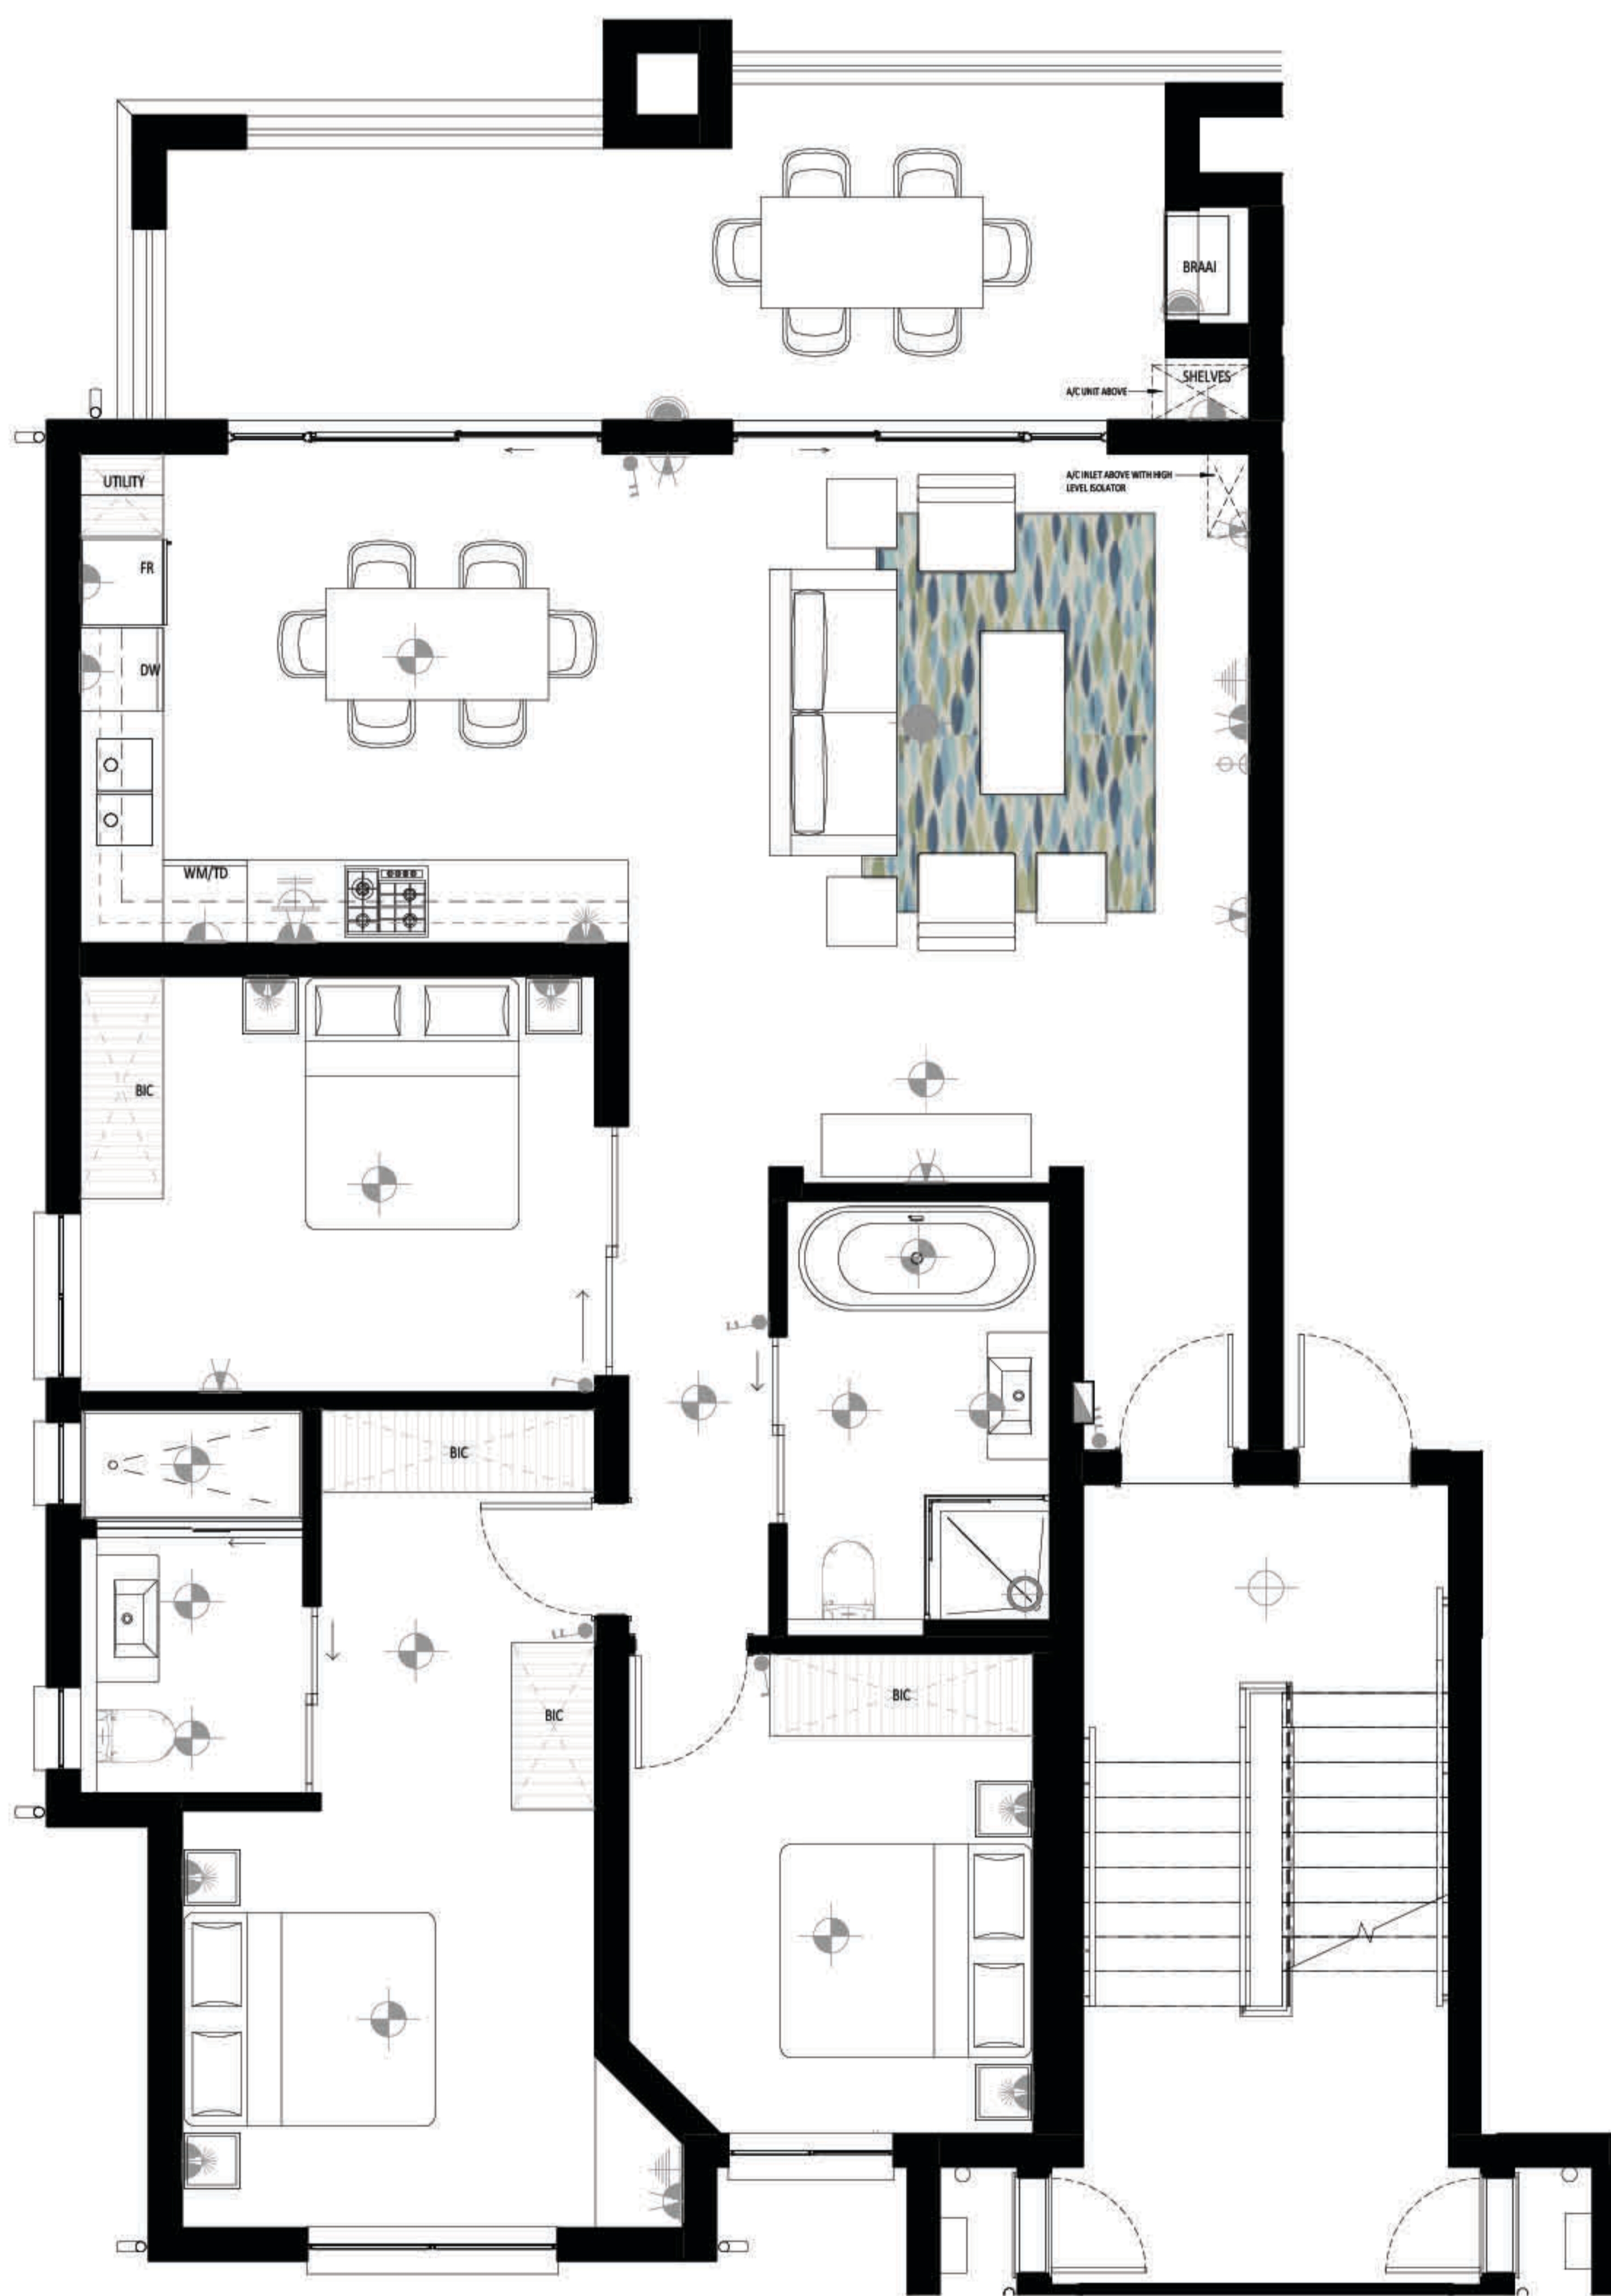 BRAAI
SHELVES
A/C UNIT ABOVE
A/C INLET ABOVE WITH HIGH
LEVEL ISOLATOR
UTILITY
FR
DW
WM/TD
BIC
BIC
BIC
BIC